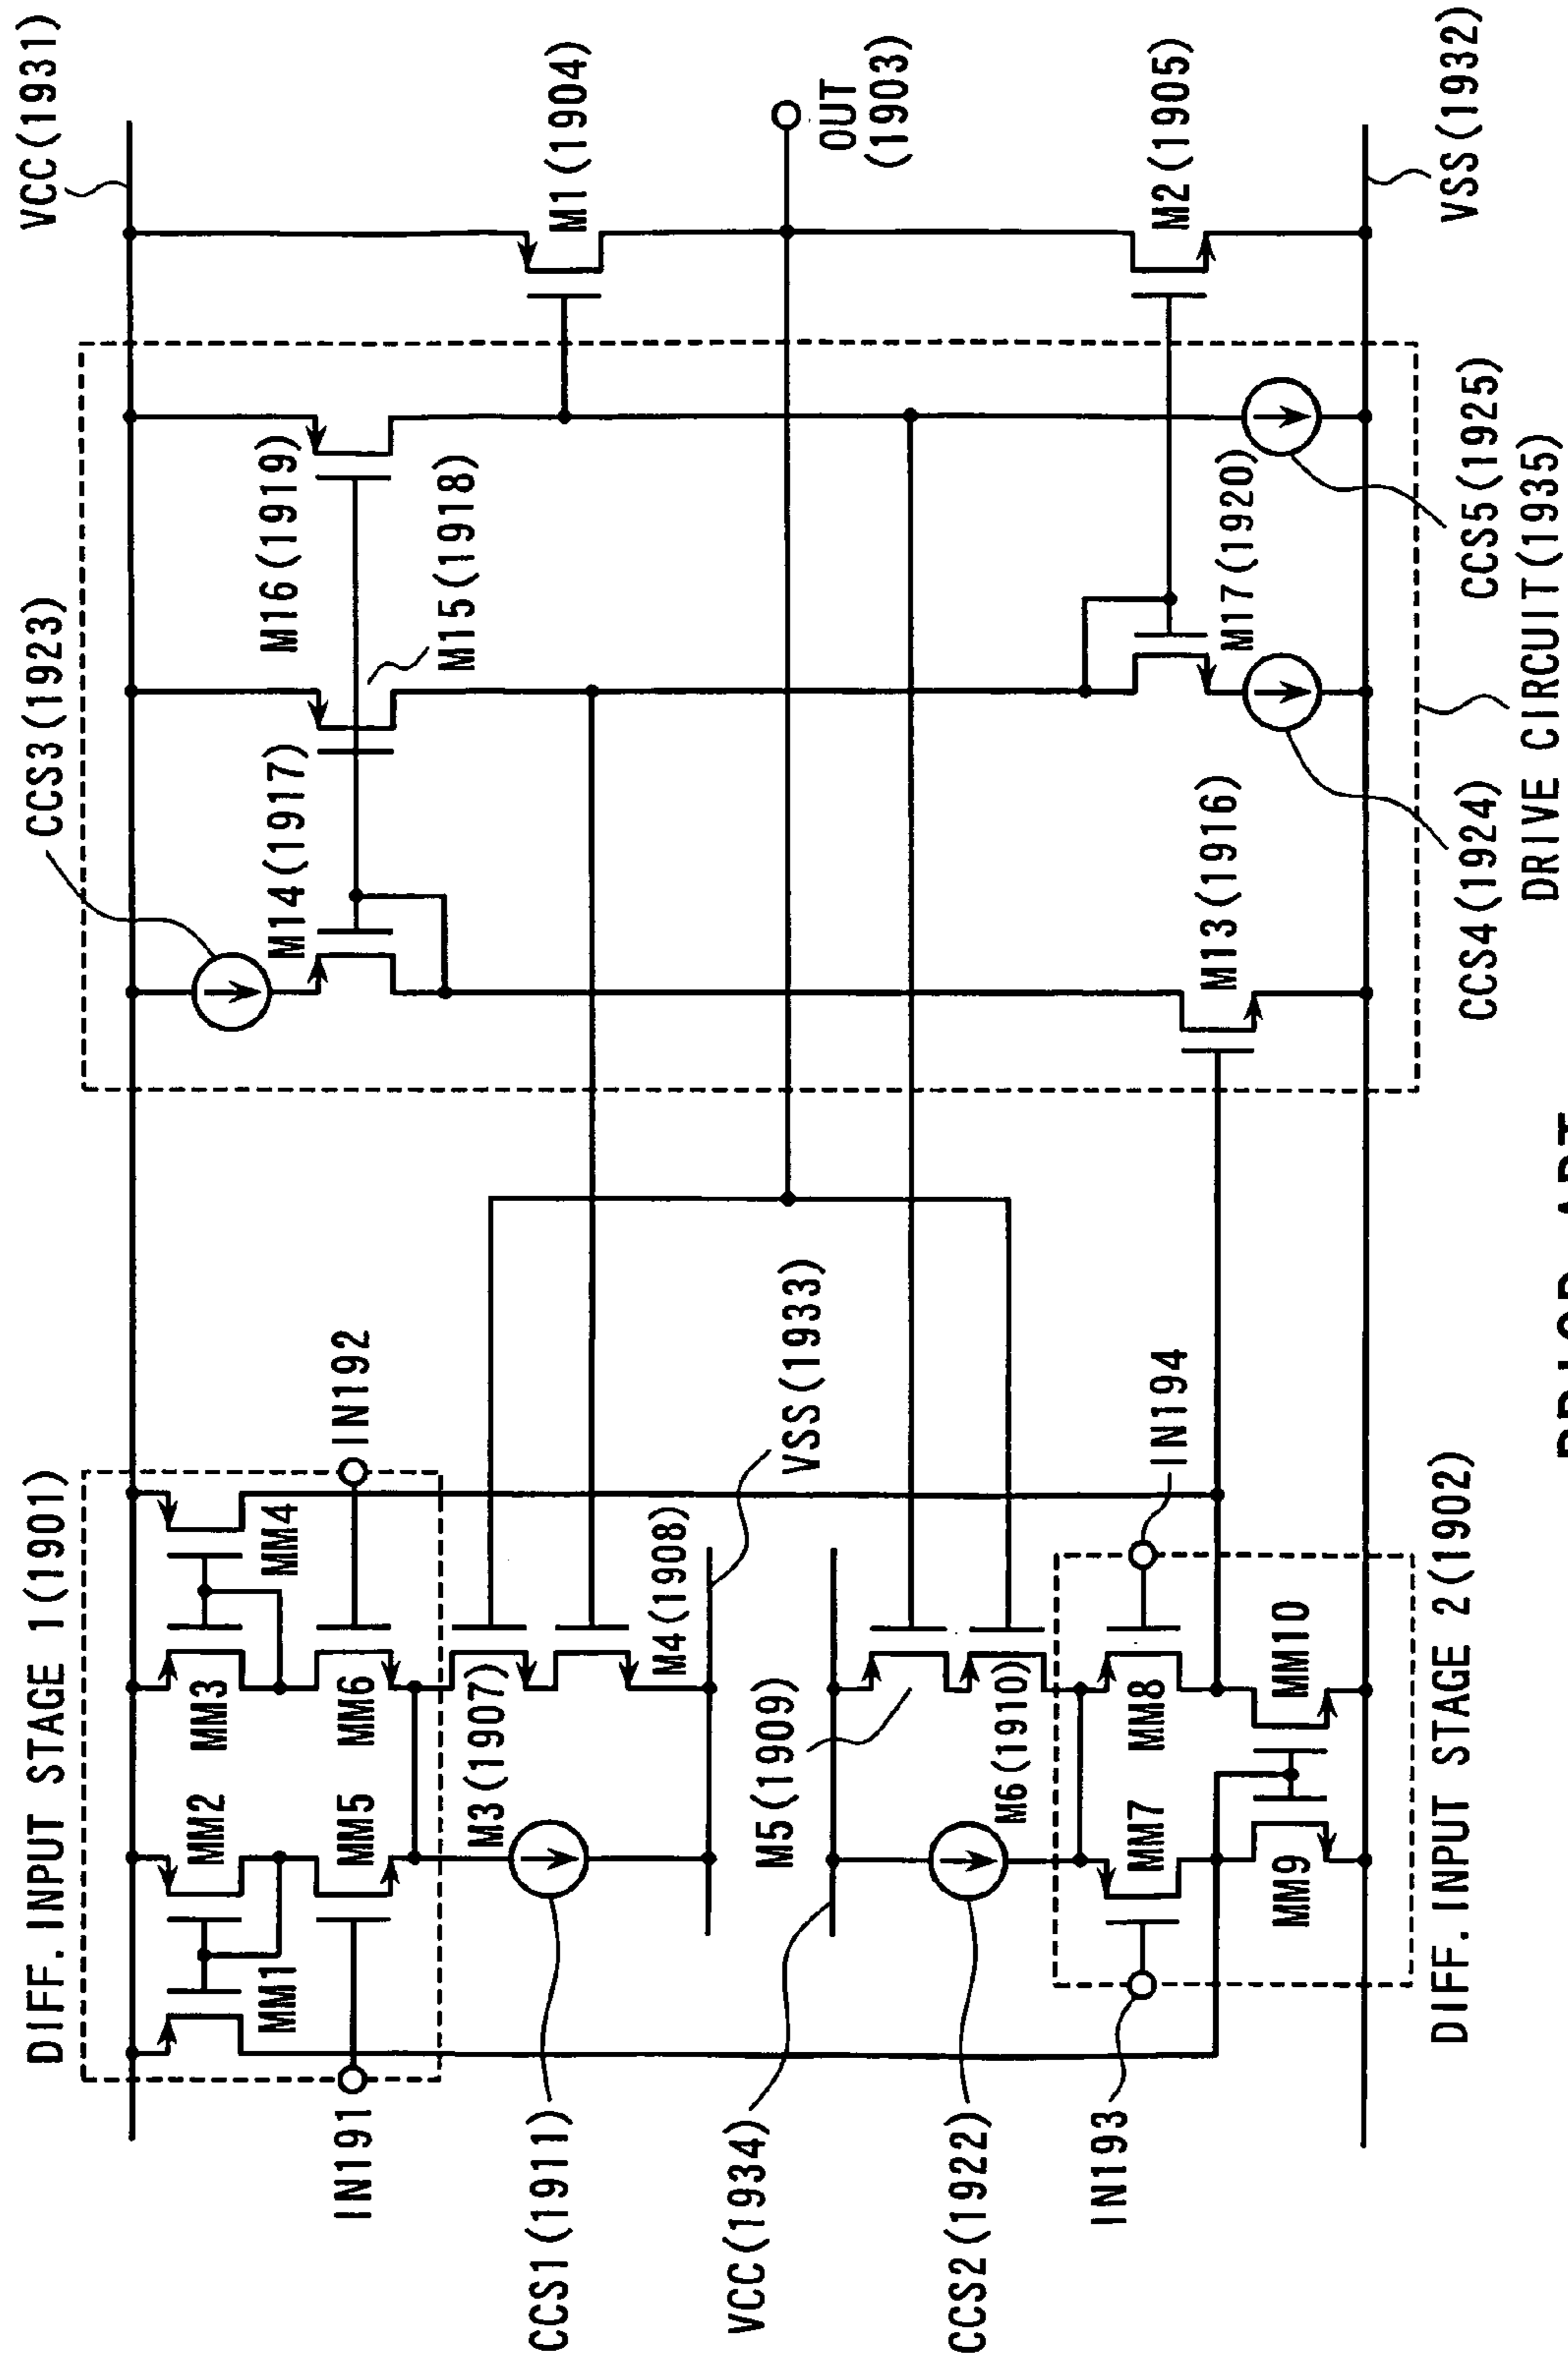 DIFF. INPUT STAGE 1(1901)
CCS3(1923)
VCC(1931)
MM1
MM2
MM3
MM4
IN191
MM5
MM6
IN192
M14(1917)
M16(1919)
M15(1918)
CCS1(1911)
M3(1907)
M4(1908)
M1(1904)
VCC(1934)
M5(1909)
VSS(1933)
OUT
(1903)
CCS2(1922)
M6(1910)
IN193
MM7
MM8
IN194
M13(1916)
M17(1920)
M2(1905)
MM9
MM10
DIFF. INPUT STAGE 2(1902)
CCS4(1924)
CCS5(1925)
VSS(1932)
DRIVE CIRCUIT(1935)